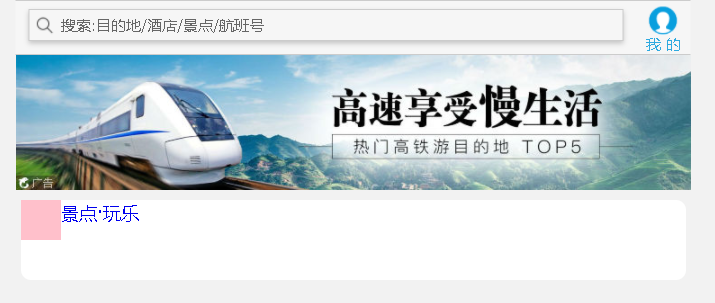 搜索:目的地/酒店/景点/航班号
我 的
高速享受慢生活
热门高铁游目的地 TOP5
广告
景点·玩乐